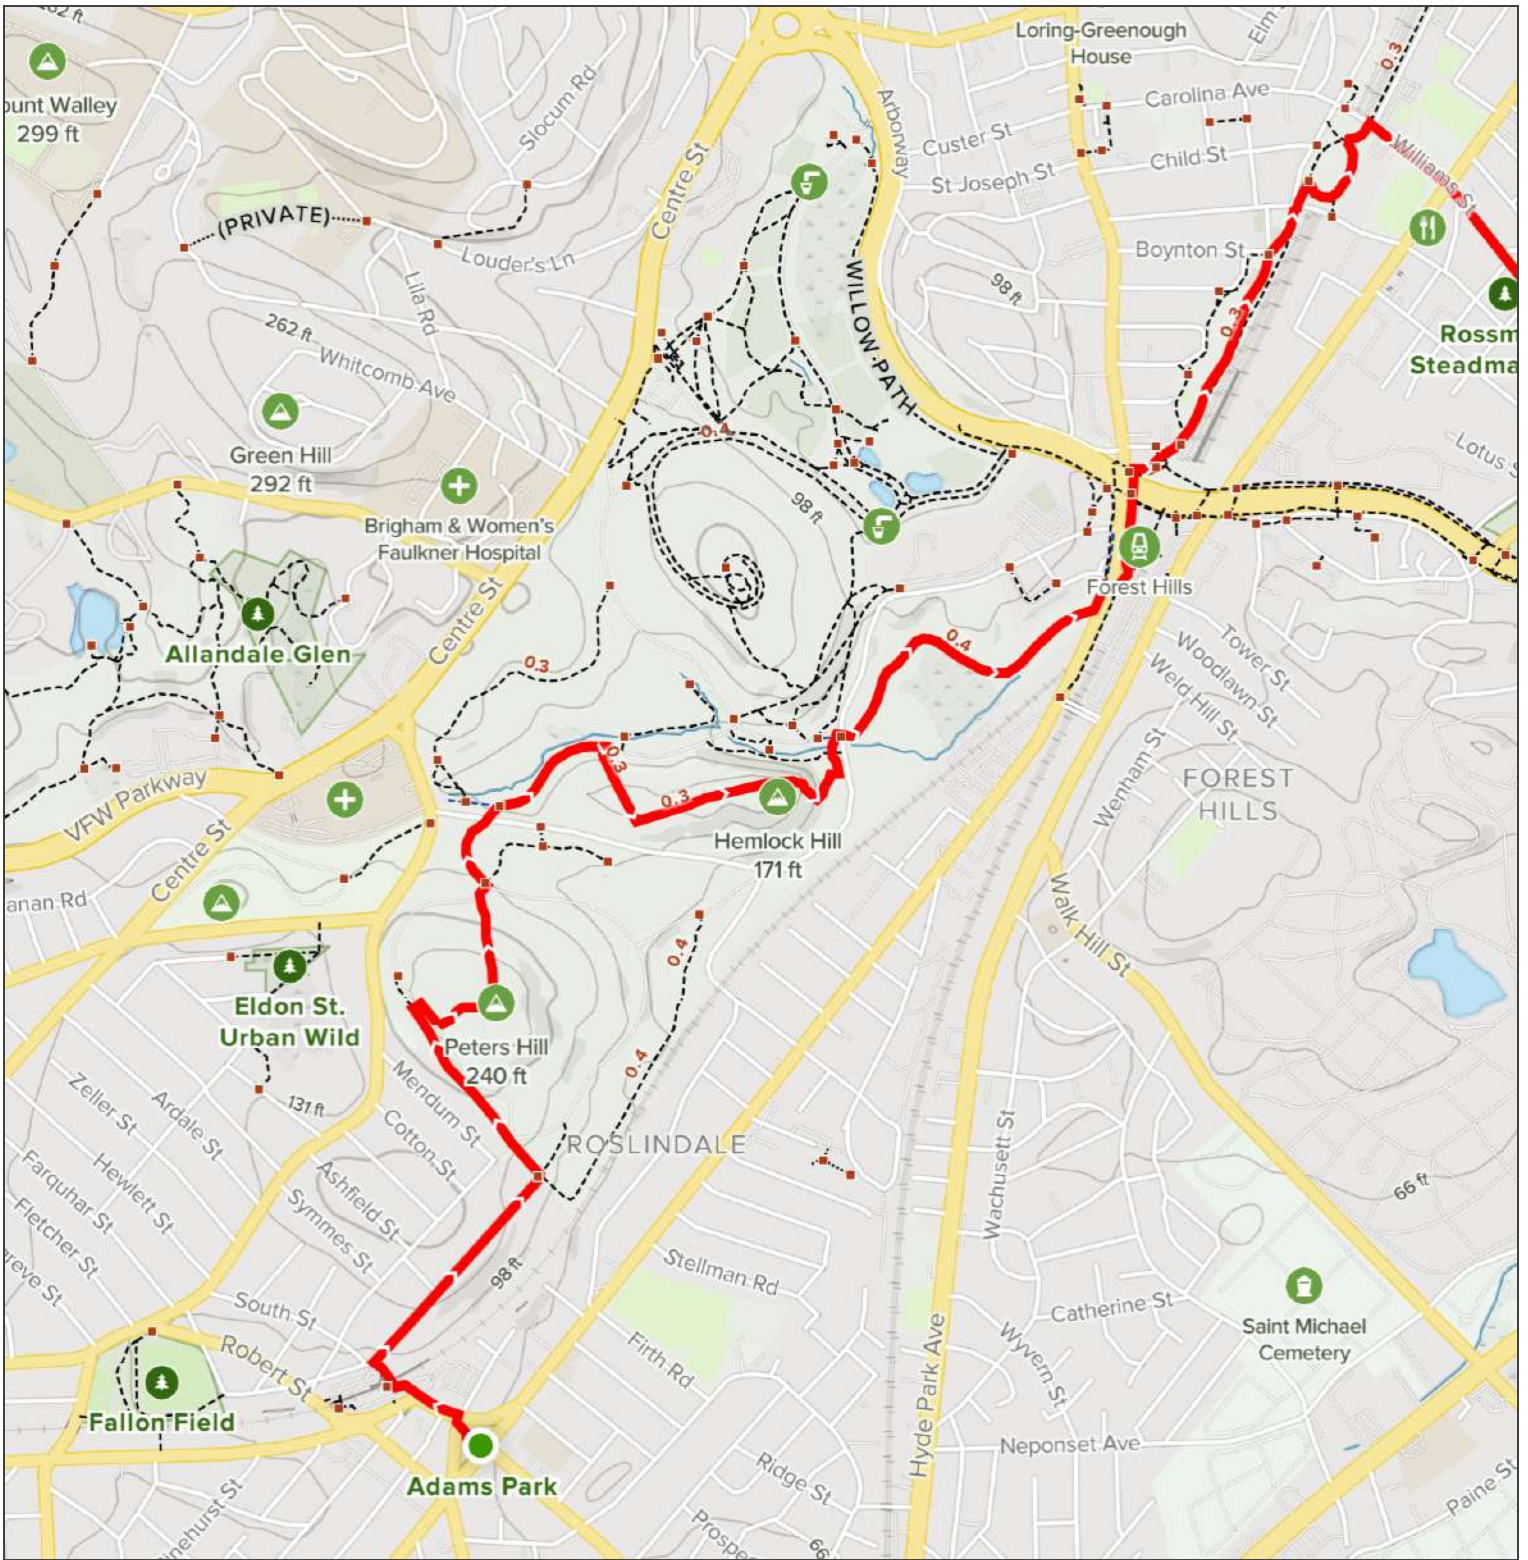 Loring-Greenough
House
Carolina Ave
Custer St
Child St
St Joseph St
0.3
Williams St
Slocum Rd
Arborway
Centre St
299 ft
(PRIVATE)
Louder's Ln
Lila Rd
262 ft
Whitcomb Ave
WILLOW PATH
Boynton St
98 ft
0.3
Green Hill
292 ft
Brigham & Women's
Faulkner Hospital
0.4
98 ft
Forest Hills
Centre St
Allandale Glen
0.3
0.4
Tower St
Woodlawn St
Weld Hill St
Wenham St
FOREST
HILLS
VFW Parkway
Centre St
0.3
0.3
Hemlock Hill
171 ft
Walk Hill St
Eldon St.
Urban Wild
0.4
Peters Hill
240 ft
0.4
131 ft
Mendum St
Cotton St
ROSLINDALE
Zeller St
Ardale St
Farquhar St
Hewlett St
Fletcher St
Ashfield St
Symmes St
Wachusett St
66 ft
98 ft
Stellman Rd
South St
Robert St
Firth Rd
Catherine St
Wyvern St
Hyde Park Ave
Saint Michael
Cemetery
Fallon Field
Adams Park
Neponset Ave
Ridge St
Paine St